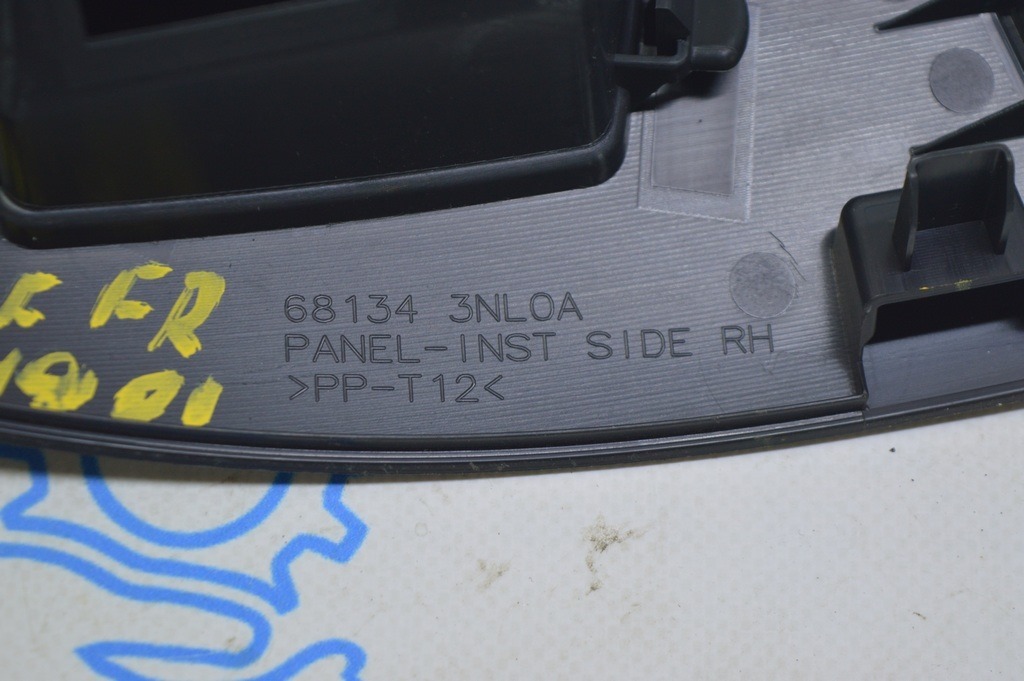 FR
68134 3NL0A
PANEL-INST SIDE RH
>PP-T12<